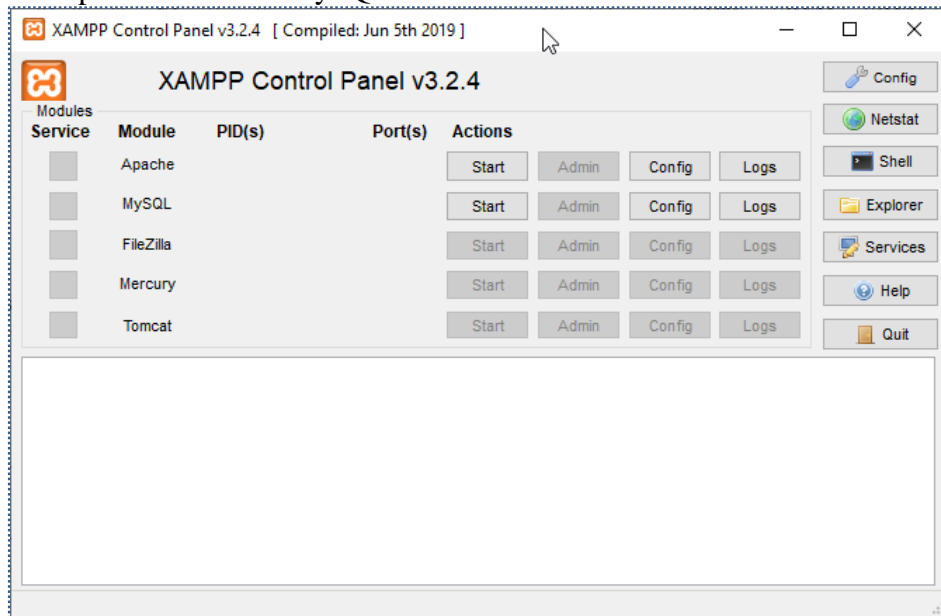 XAMPP Control Panel v3.2.4 [ Compiled: Jun 5th 2019 ]
XAMPP Control Panel v3.2.4
Config
Modules
Service Module PID(s) Port(s) Actions
Netstat
Apache Start Admin Config Logs
Shell
MySQL Start Admin Config Logs
Explorer
FileZilla Start Admin Config Logs
Services
Mercury Start Admin Config Logs
Help
Tomcat Start Admin Config Logs
Quit